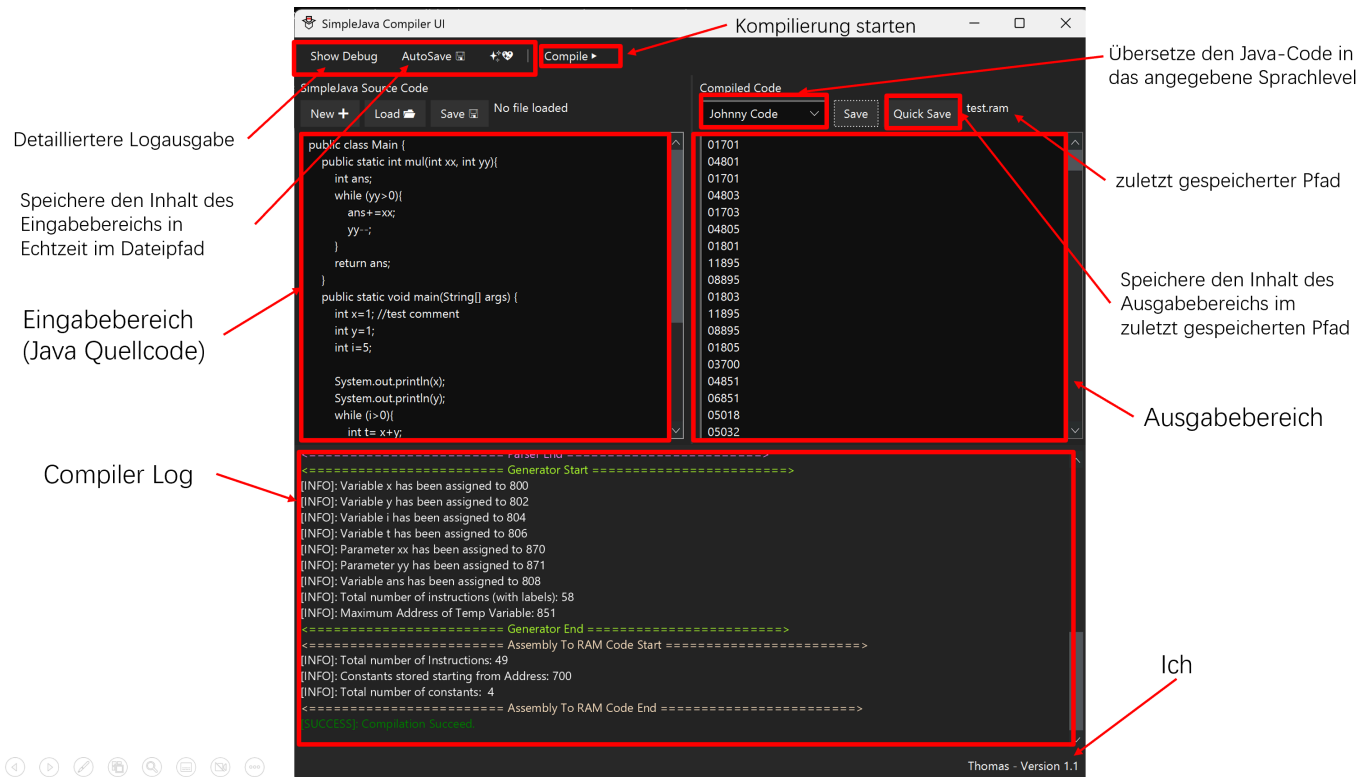 SimpleJava Compiler UI
Kompilierung starten
Show Debug AutoSave Compile
Übersetze den Java-Code in
das angegebene Sprachlevel
SimpleJava Source Code
New Load Save No file loaded
Compiled Code
Johnny Code Save Quick Save test.ram
Detailliertere Logausgabe
Speichere den Inhalt des
Eingabebereichs in
Echtzeit im Dateipfad
Eingabebereich
(Java Quellcode)
public class Main {
public static int mul(int xx, int yy){
int ans;
while (yy>0){
ans+=xx;
yy--;
}
return ans;
}
public static void main(String[] args) {
int x=1; //test comment
int y=1;
int i=5;
System.out.println(x);
System.out.println(y);
while (i>0){
int t= x+y;
01701
04801
01701
04803
01703
04805
01801
11895
08895
01803
11895
08895
01805
03700
04851
06851
05018
05032
zuletzt gespeicherter Pfad
Speichere den Inhalt des
Ausgabebereichs im
zuletzt gespeicherten Pfad
Ausgabebereich
Compiler Log
<======================== Parser End ========================>
<======================== Generator Start ========================>
[INFO]: Variable x has been assigned to 800
[INFO]: Variable y has been assigned to 802
[INFO]: Variable i has been assigned to 804
[INFO]: Variable t has been assigned to 806
[INFO]: Parameter xx has been assigned to 870
[INFO]: Parameter yy has been assigned to 871
[INFO]: Variable ans has been assigned to 808
[INFO]: Total number of instructions (with labels): 58
[INFO]: Maximum Address of Temp Variable: 851
<======================== Generator End ========================>
<======================== Assembly To RAM Code Start ========================>
[INFO]: Total number of Instructions: 49
[INFO]: Constants stored starting from Address: 700
[INFO]: Total number of constants: 4
<======================== Assembly To RAM Code End ========================>
[SUCCESS]: Compilation Succeed.
Ich
Thomas - Version 1.1